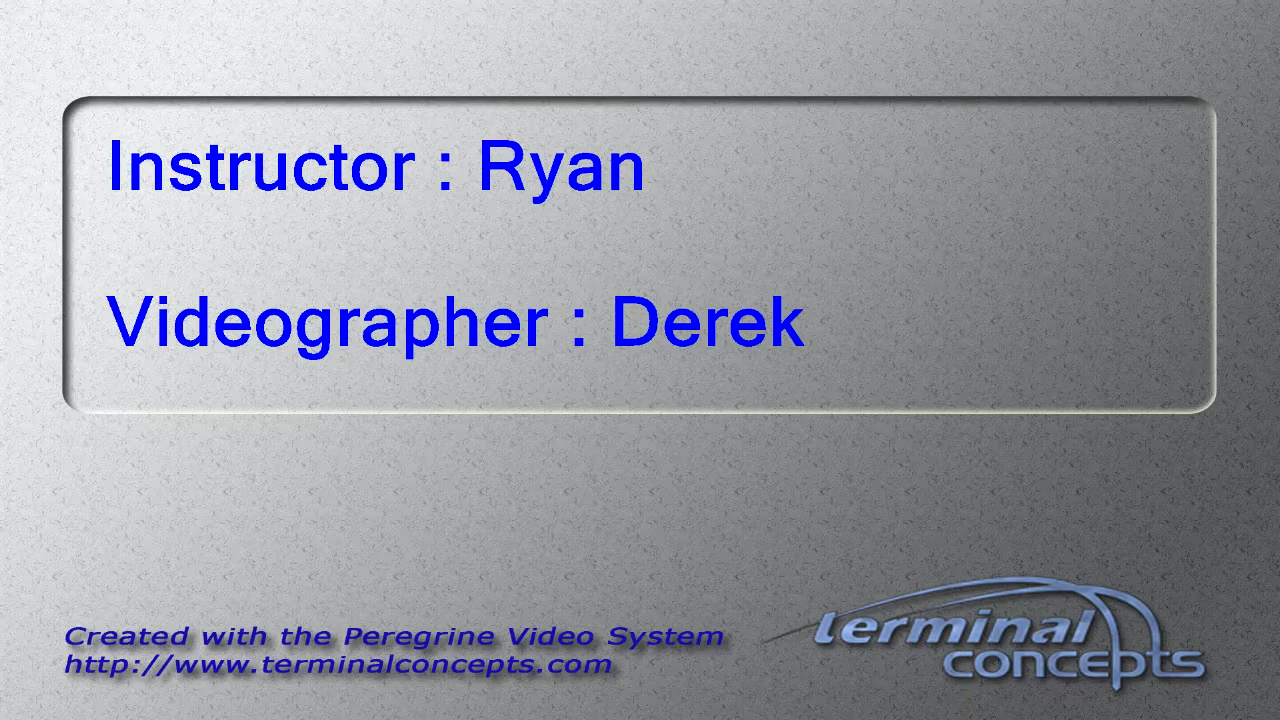 Instructor : Ryan
Videographer : Derek
Created with the Peregrine Video System
http://www.terminalconcepts.com
terminal
concepts